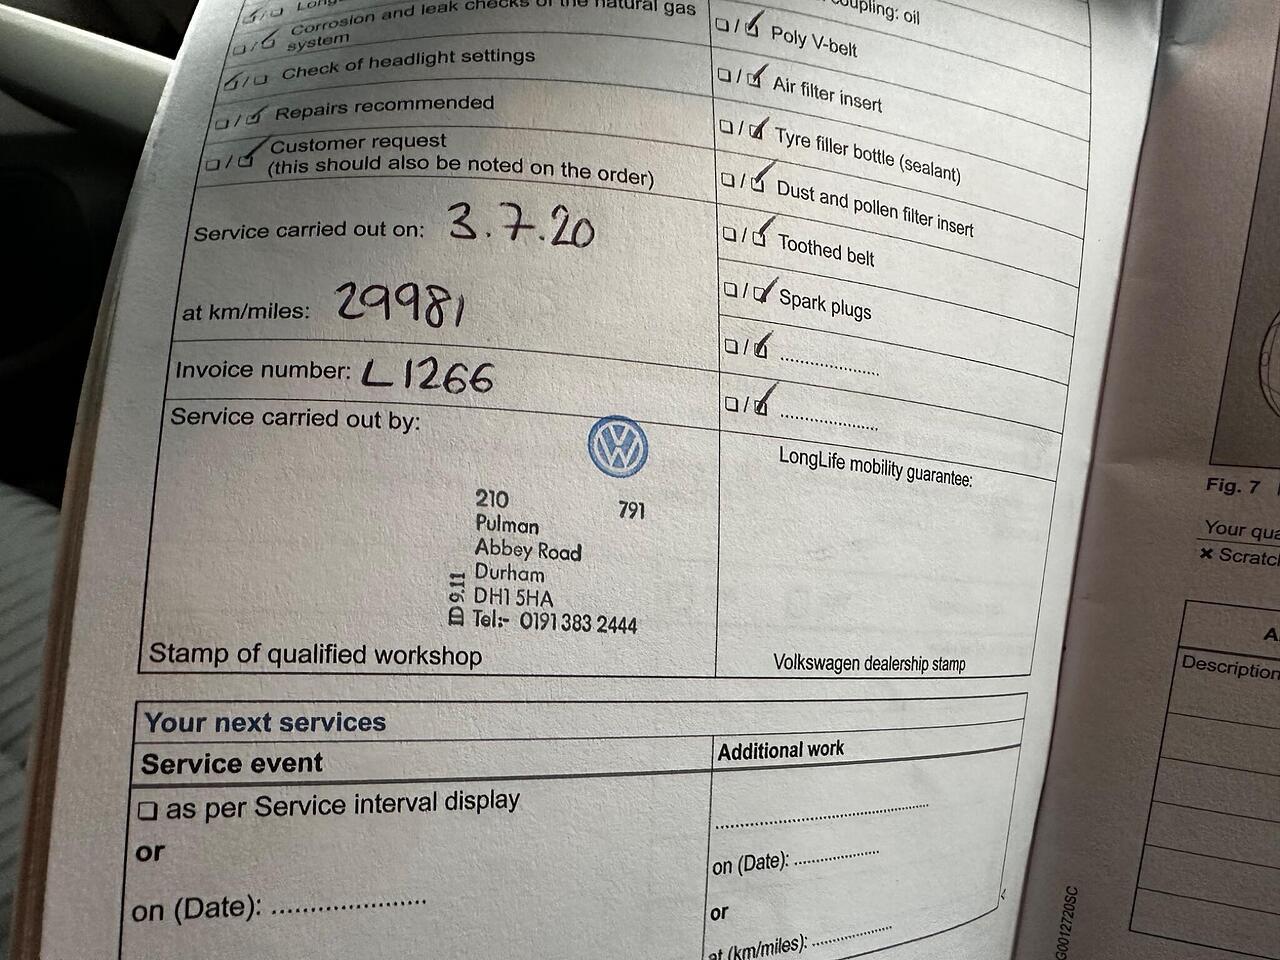 Corrosion and leak checks of the natural gas
system
Check of headlight settings
Repairs recommended
Customer request
(this should also be noted on the order)
Service carried out on: 3.7.20
at km/miles: 29981
Invoice number: L1266
Service carried out by:
210 791
Pulman
Abbey Road
Durham
DH1 5HA
Tel:- 0191 383 2444
ID 9.11
Stamp of qualified workshop
coupling: oil
Poly V-belt
Air filter insert
Tyre filler bottle (sealant)
Dust and pollen filter insert
Toothed belt
Spark plugs
....................
....................
LongLife mobility guarantee:
Volkswagen dealership stamp
Your next services
Service event
as per Service interval display
or
on (Date): ......................
Additional work
........................................
on (Date): ................
or
at (km/miles): ...............
G0012720SC
Fig. 7
Your
Description